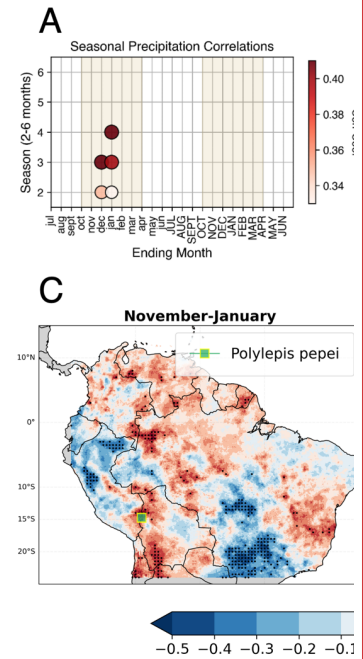 A
Seasonal Precipitation Correlations
Season (2-6 months)
6
5
4
3
2
jul
aug
sept
oct
nov
dec
jan
feb
mar
apr
may
jun
JUL
AUG
SEPT
OCT
NOV
DEC
JAN
FEB
MAR
APR
MAY
JUN
Ending Month
0.40
0.38
0.36
0.34
C
November-January
Polylepis pepei
10°N
0°
10°S
15°S
20°S
−0.5 −0.4 −0.3 −0.2 −0.1